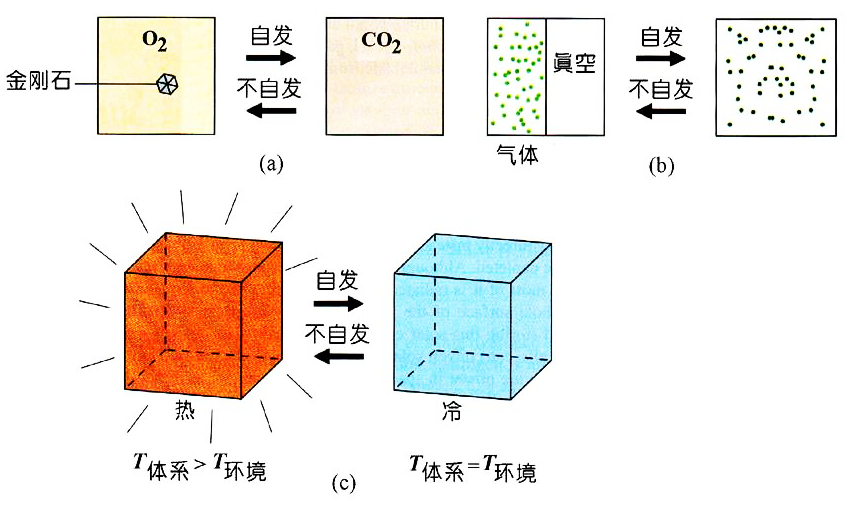 O₂
自发
CO₂
金刚石
不自发
(a)
真空
自发
不自发
气体
(b)
自发
不自发
热
冷
T体系>T环境
T体系=T环境
(c)